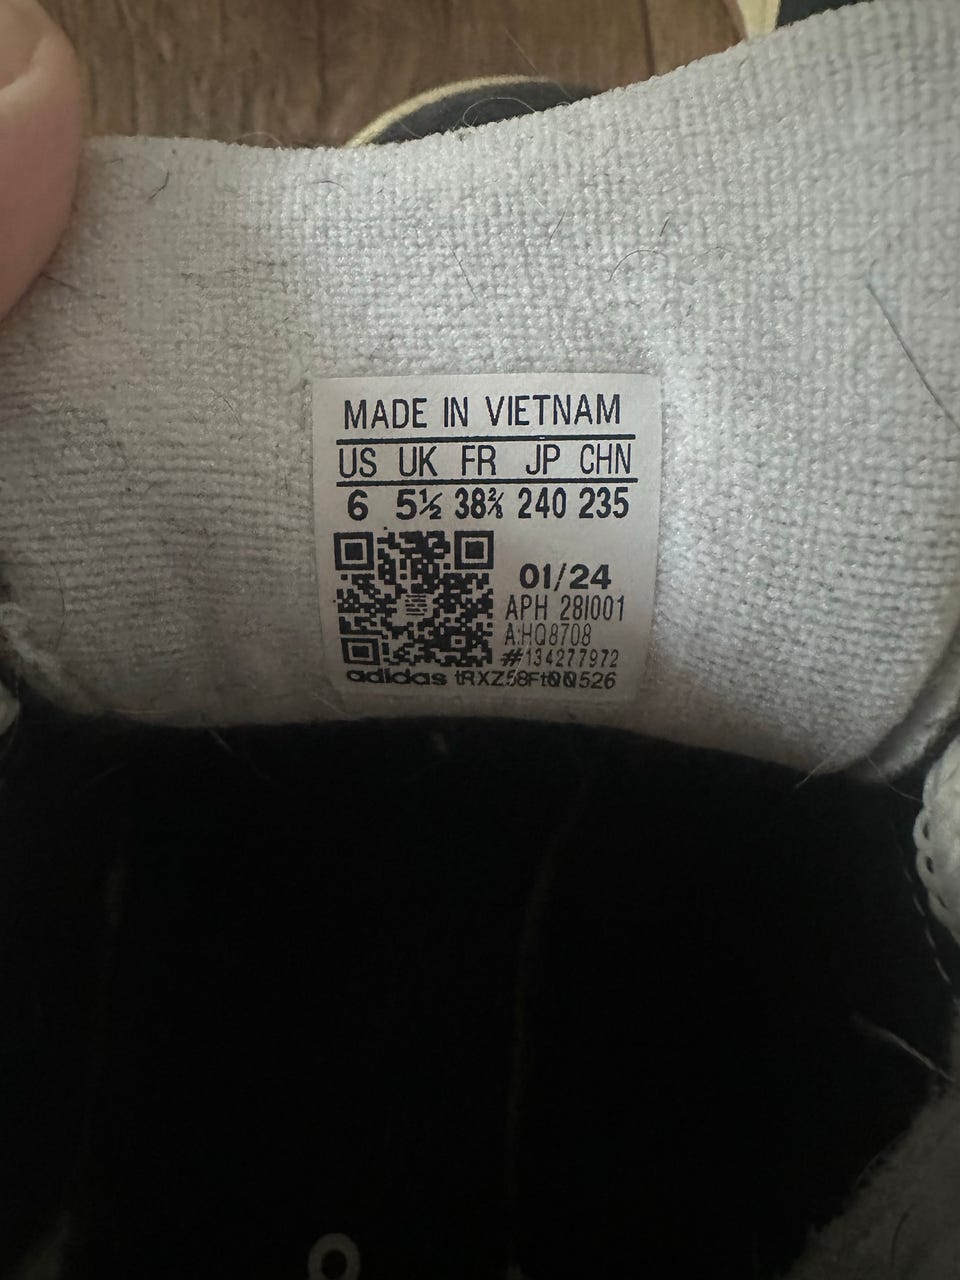 MADE IN VIETNAM
US UK FR JP CHN
6 5½ 38⅔ 240 235
01/24
APH 28I001
A:HQ8708
#134277972
adidas tRXZ58Ft00526